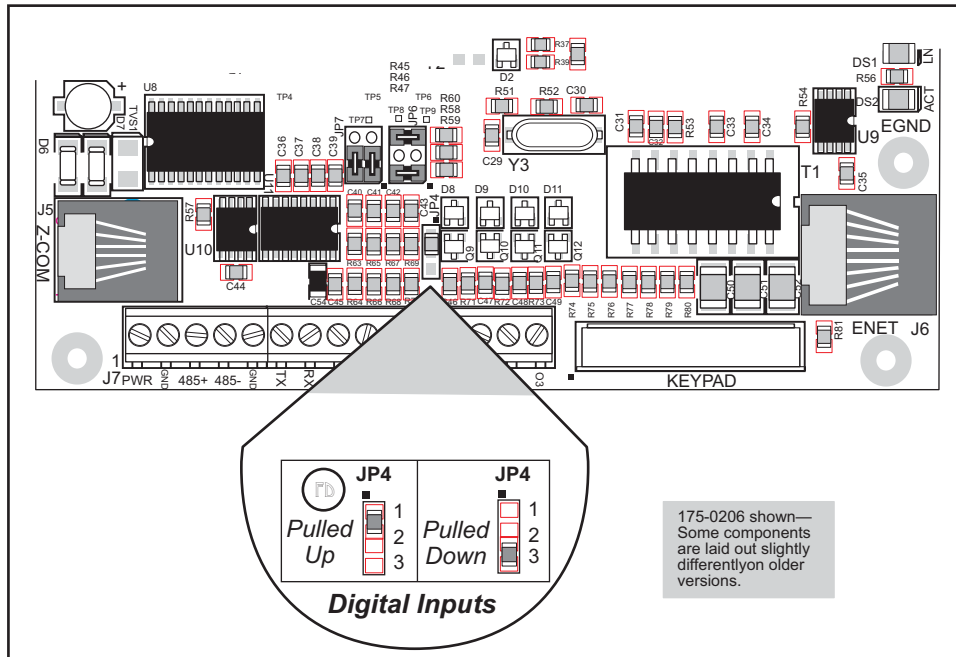 R45
R46
R47
D2
R37
R39
DS1
LN
R56
DS2
ACT
EGND
U8
+
D7
TVS1
TP4
TP5
TP6
TP7
TP8
TP9
JP7
JP6
R60
R58
R59
R51
R52
C30
C29
Y3
C31
C32
R53
C33
C34
R54
U9
T1
C35
D6
C36
C37
C38
C39
U11
C40
C41
C42
C43
JP4
D8
D9
D10
D11
Q9
Q10
Q11
Q12
J5
Z-COM
R57
U10
C44
R63
R65
R67
R69
C54
C45
R64
R66
R68
R71
C47
R72
C48
R73
C49
R74
R75
R76
R77
R78
R79
R80
C50
C51
C52
R81
ENET
J6
1
J7
PWR
GND
485+
485-
GND
TX
RX
O3
KEYPAD
JP4
Pulled
Up
1
2
3
JP4
Pulled
Down
1
2
3
Digital Inputs
175-0206 shown—
Some components
are laid out slightly
differentlyon older
versions.